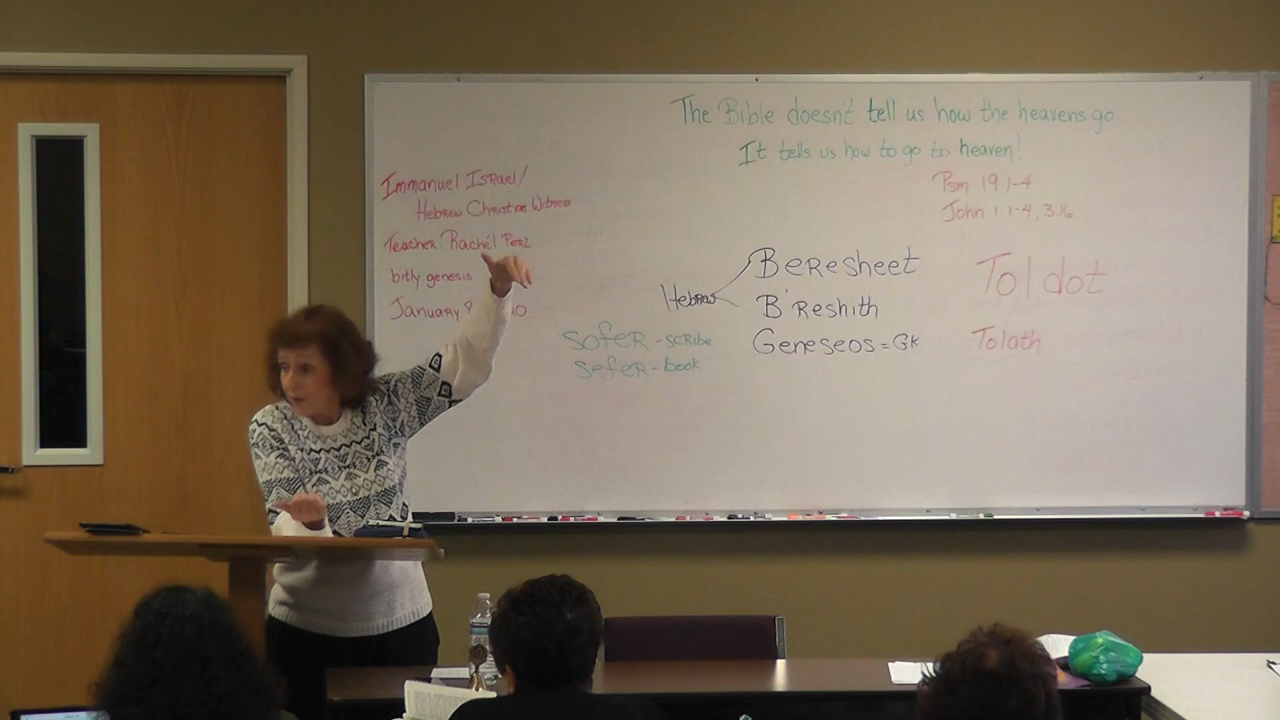 The Bible doesn't tell us how the heavens go
It tells us how to go to heaven!
Psm 19 1-4
John 1 1-4, 3:16
Immanuel Israel/
Hebrew Christian Witness
Teacher: Rachel
bitly genesis
January 9
Hebrew
Beresheet
B'Reshith
Geneseos = Gk
sofer - scribe
sefer - book
Toldot
Tolath